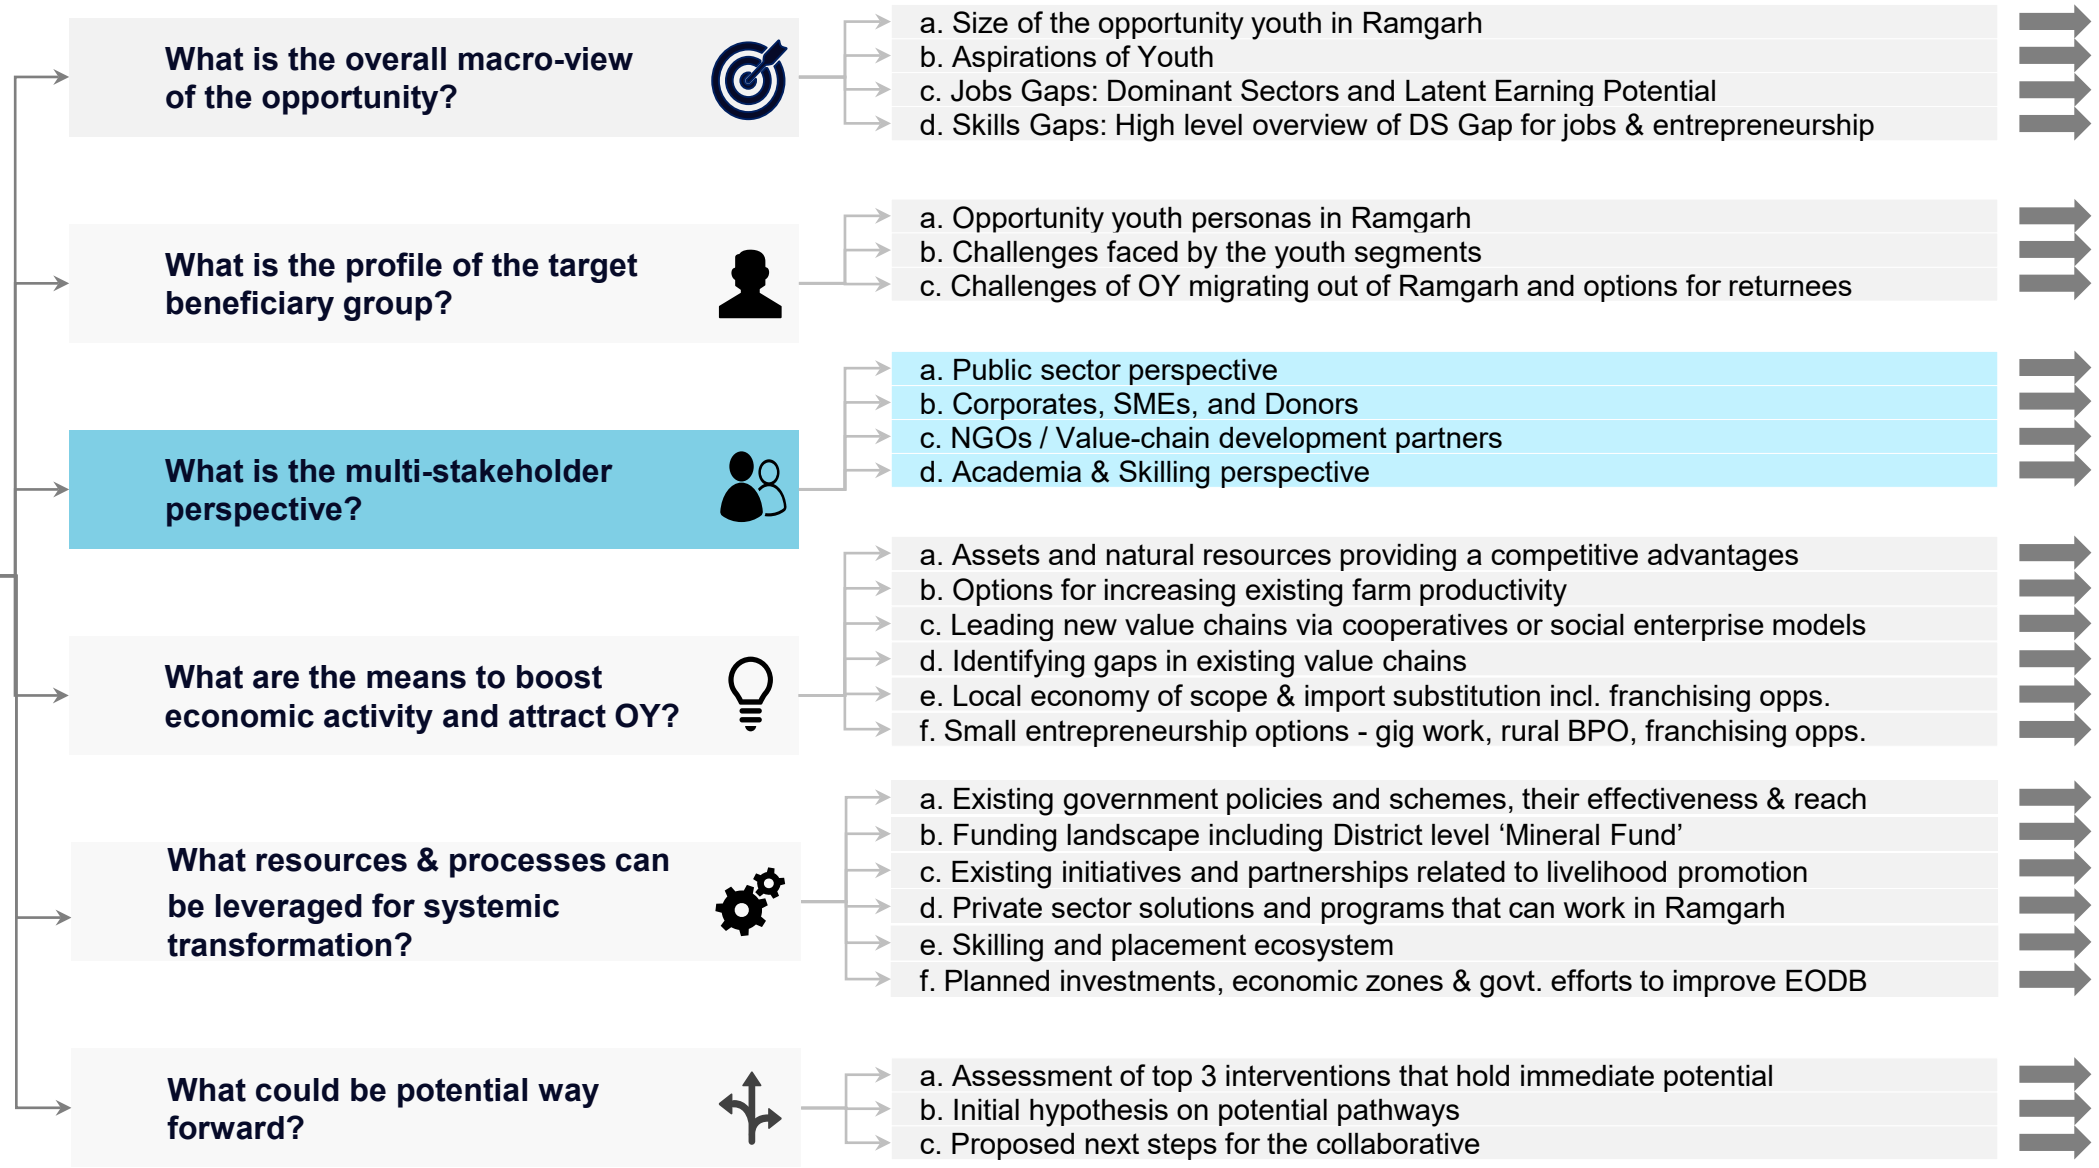 What is the overall macro-view
of the opportunity?
a. Size of the opportunity youth in Ramgarh
b. Aspirations of Youth
c. Jobs Gaps: Dominant Sectors and Latent Earning Potential
d. Skills Gaps: High level overview of DS Gap for jobs & entrepreneurship
What is the profile of the target
beneficiary group?
a. Opportunity youth personas in Ramgarh
b. Challenges faced by the youth segments
c. Challenges of OY migrating out of Ramgarh and options for returnees
What is the multi-stakeholder
perspective?
a. Public sector perspective
b. Corporates, SMEs, and Donors
c. NGOs / Value-chain development partners
d. Academia & Skilling perspective
What are the means to boost
economic activity and attract OY?
a. Assets and natural resources providing a competitive advantages
b. Options for increasing existing farm productivity
c. Leading new value chains via cooperatives or social enterprise models
d. Identifying gaps in existing value chains
e. Local economy of scope & import substitution incl. franchising opps.
f. Small entrepreneurship options - gig work, rural BPO, franchising opps.
What resources & processes can
be leveraged for systemic
transformation?
a. Existing government policies and schemes, their effectiveness & reach
b. Funding landscape including District level ‘Mineral Fund’
c. Existing initiatives and partnerships related to livelihood promotion
d. Private sector solutions and programs that can work in Ramgarh
e. Skilling and placement ecosystem
f. Planned investments, economic zones & govt. efforts to improve EODB
What could be potential way
forward?
a. Assessment of top 3 interventions that hold immediate potential
b. Initial hypothesis on potential pathways
c. Proposed next steps for the collaborative